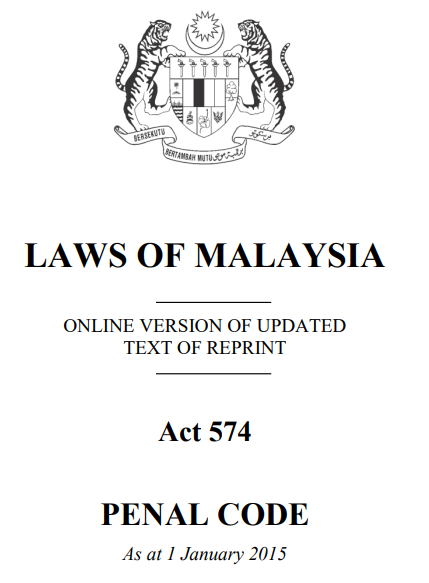 BERSEKUTU
BERTAMBAH MUTU
LAWS OF MALAYSIA
ONLINE VERSION OF UPDATED
TEXT OF REPRINT
Act 574
PENAL CODE
As at 1 January 2015